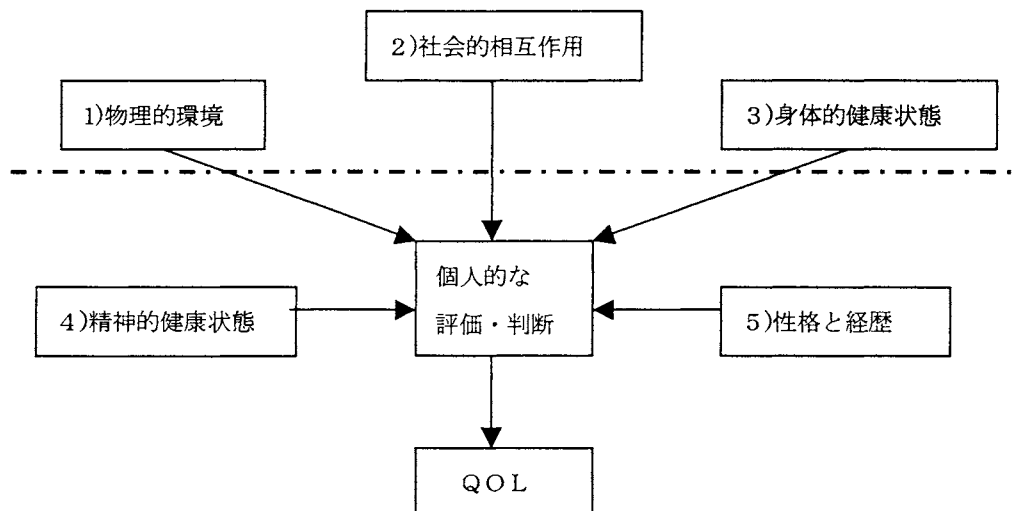 2)社会的相互作用
1)物理的環境
3)身体的健康状態
個人的な
評価・判断
4)精神的健康状態
5)性格と経歴
QOL